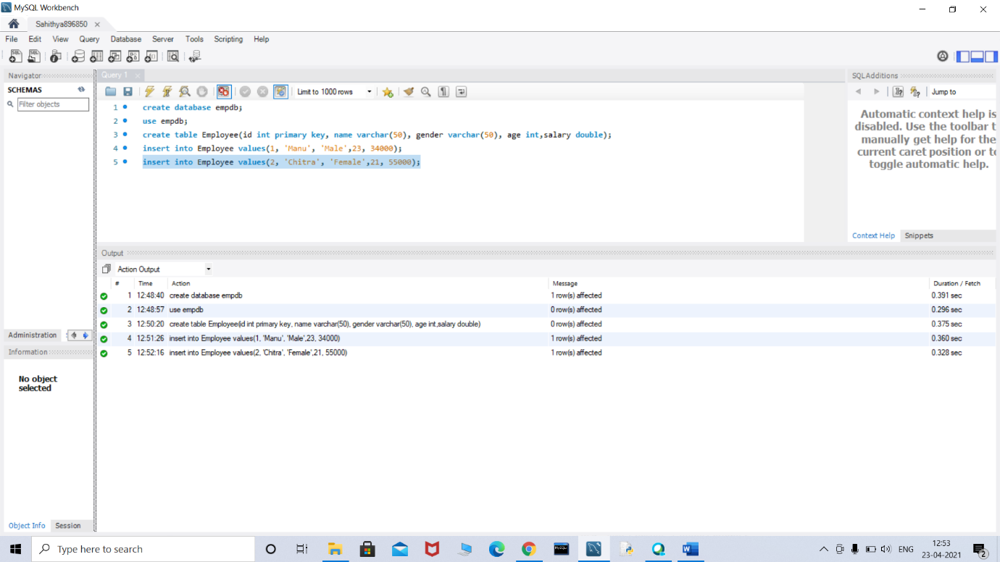 MySQL Workbench
Sahithya896850
File Edit View Query Database Server Tools Scripting Help
Navigator
SCHEMAS
Filter objects
Query 1
Limit to 1000 rows
1 create database empdb;
2 use empdb;
3 create table Employee(id int primary key, name varchar(50), gender varchar(50), age int,salary double);
4 insert into Employee values(1, 'Manu', 'Male',23, 34000);
5 insert into Employee values(2, 'Chitra', 'Female',21, 55000);
SQLAdditions
Jump to
Automatic context help is
disabled. Use the toolbar t
manually get help for the
current caret position or to
toggle automatic help.
Context Help Snippets
Output
Action Output
# Time Action Message Duration / Fetch
1 12:48:40 create database empdb 1 row(s) affected 0.391 sec
2 12:48:57 use empdb 0 row(s) affected 0.296 sec
3 12:50:20 create table Employee(id int primary key, name varchar(50), gender varchar(50), age int,salary double) 0 row(s) affected 0.375 sec
4 12:51:26 insert into Employee values(1, 'Manu', 'Male',23, 34000) 1 row(s) affected 0.360 sec
5 12:52:16 insert into Employee values(2, 'Chitra', 'Female',21, 55000) 1 row(s) affected 0.328 sec
Administration
Information
No object
selected
Object Info Session
Type here to search
ENG
12:53
23-04-2021
2